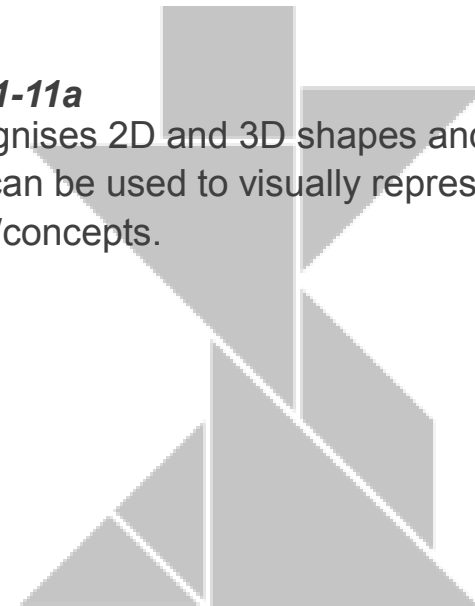 1-11a
gnises 2D and 3D shapes and
can be used to visually repres
/concepts.